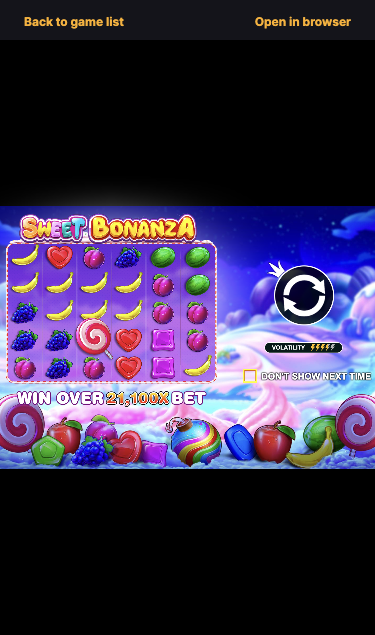 Back to game list
Open in browser
SWEET BONANZA
VOLATILITY
DON'T SHOW NEXT TIME
WIN OVER 21,100X BET